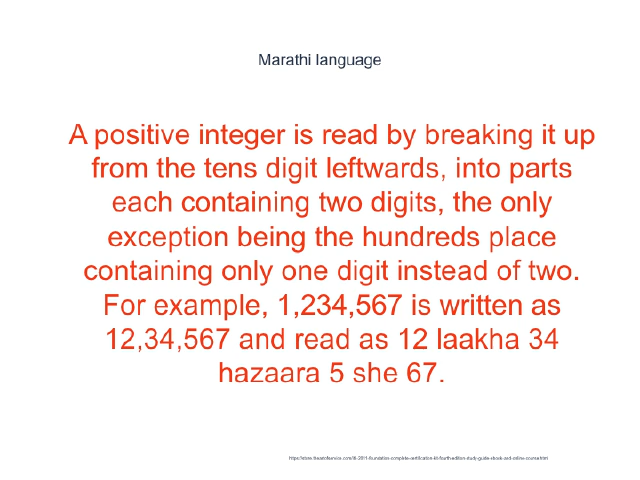 Marathi language
A positive integer is read by breaking it up
from the tens digit leftwards, into parts
each containing two digits, the only
exception being the hundreds place
containing only one digit instead of two.
For example, 1,234,567 is written as
12,34,567 and read as 12 laakha 34
hazaara 5 she 67.